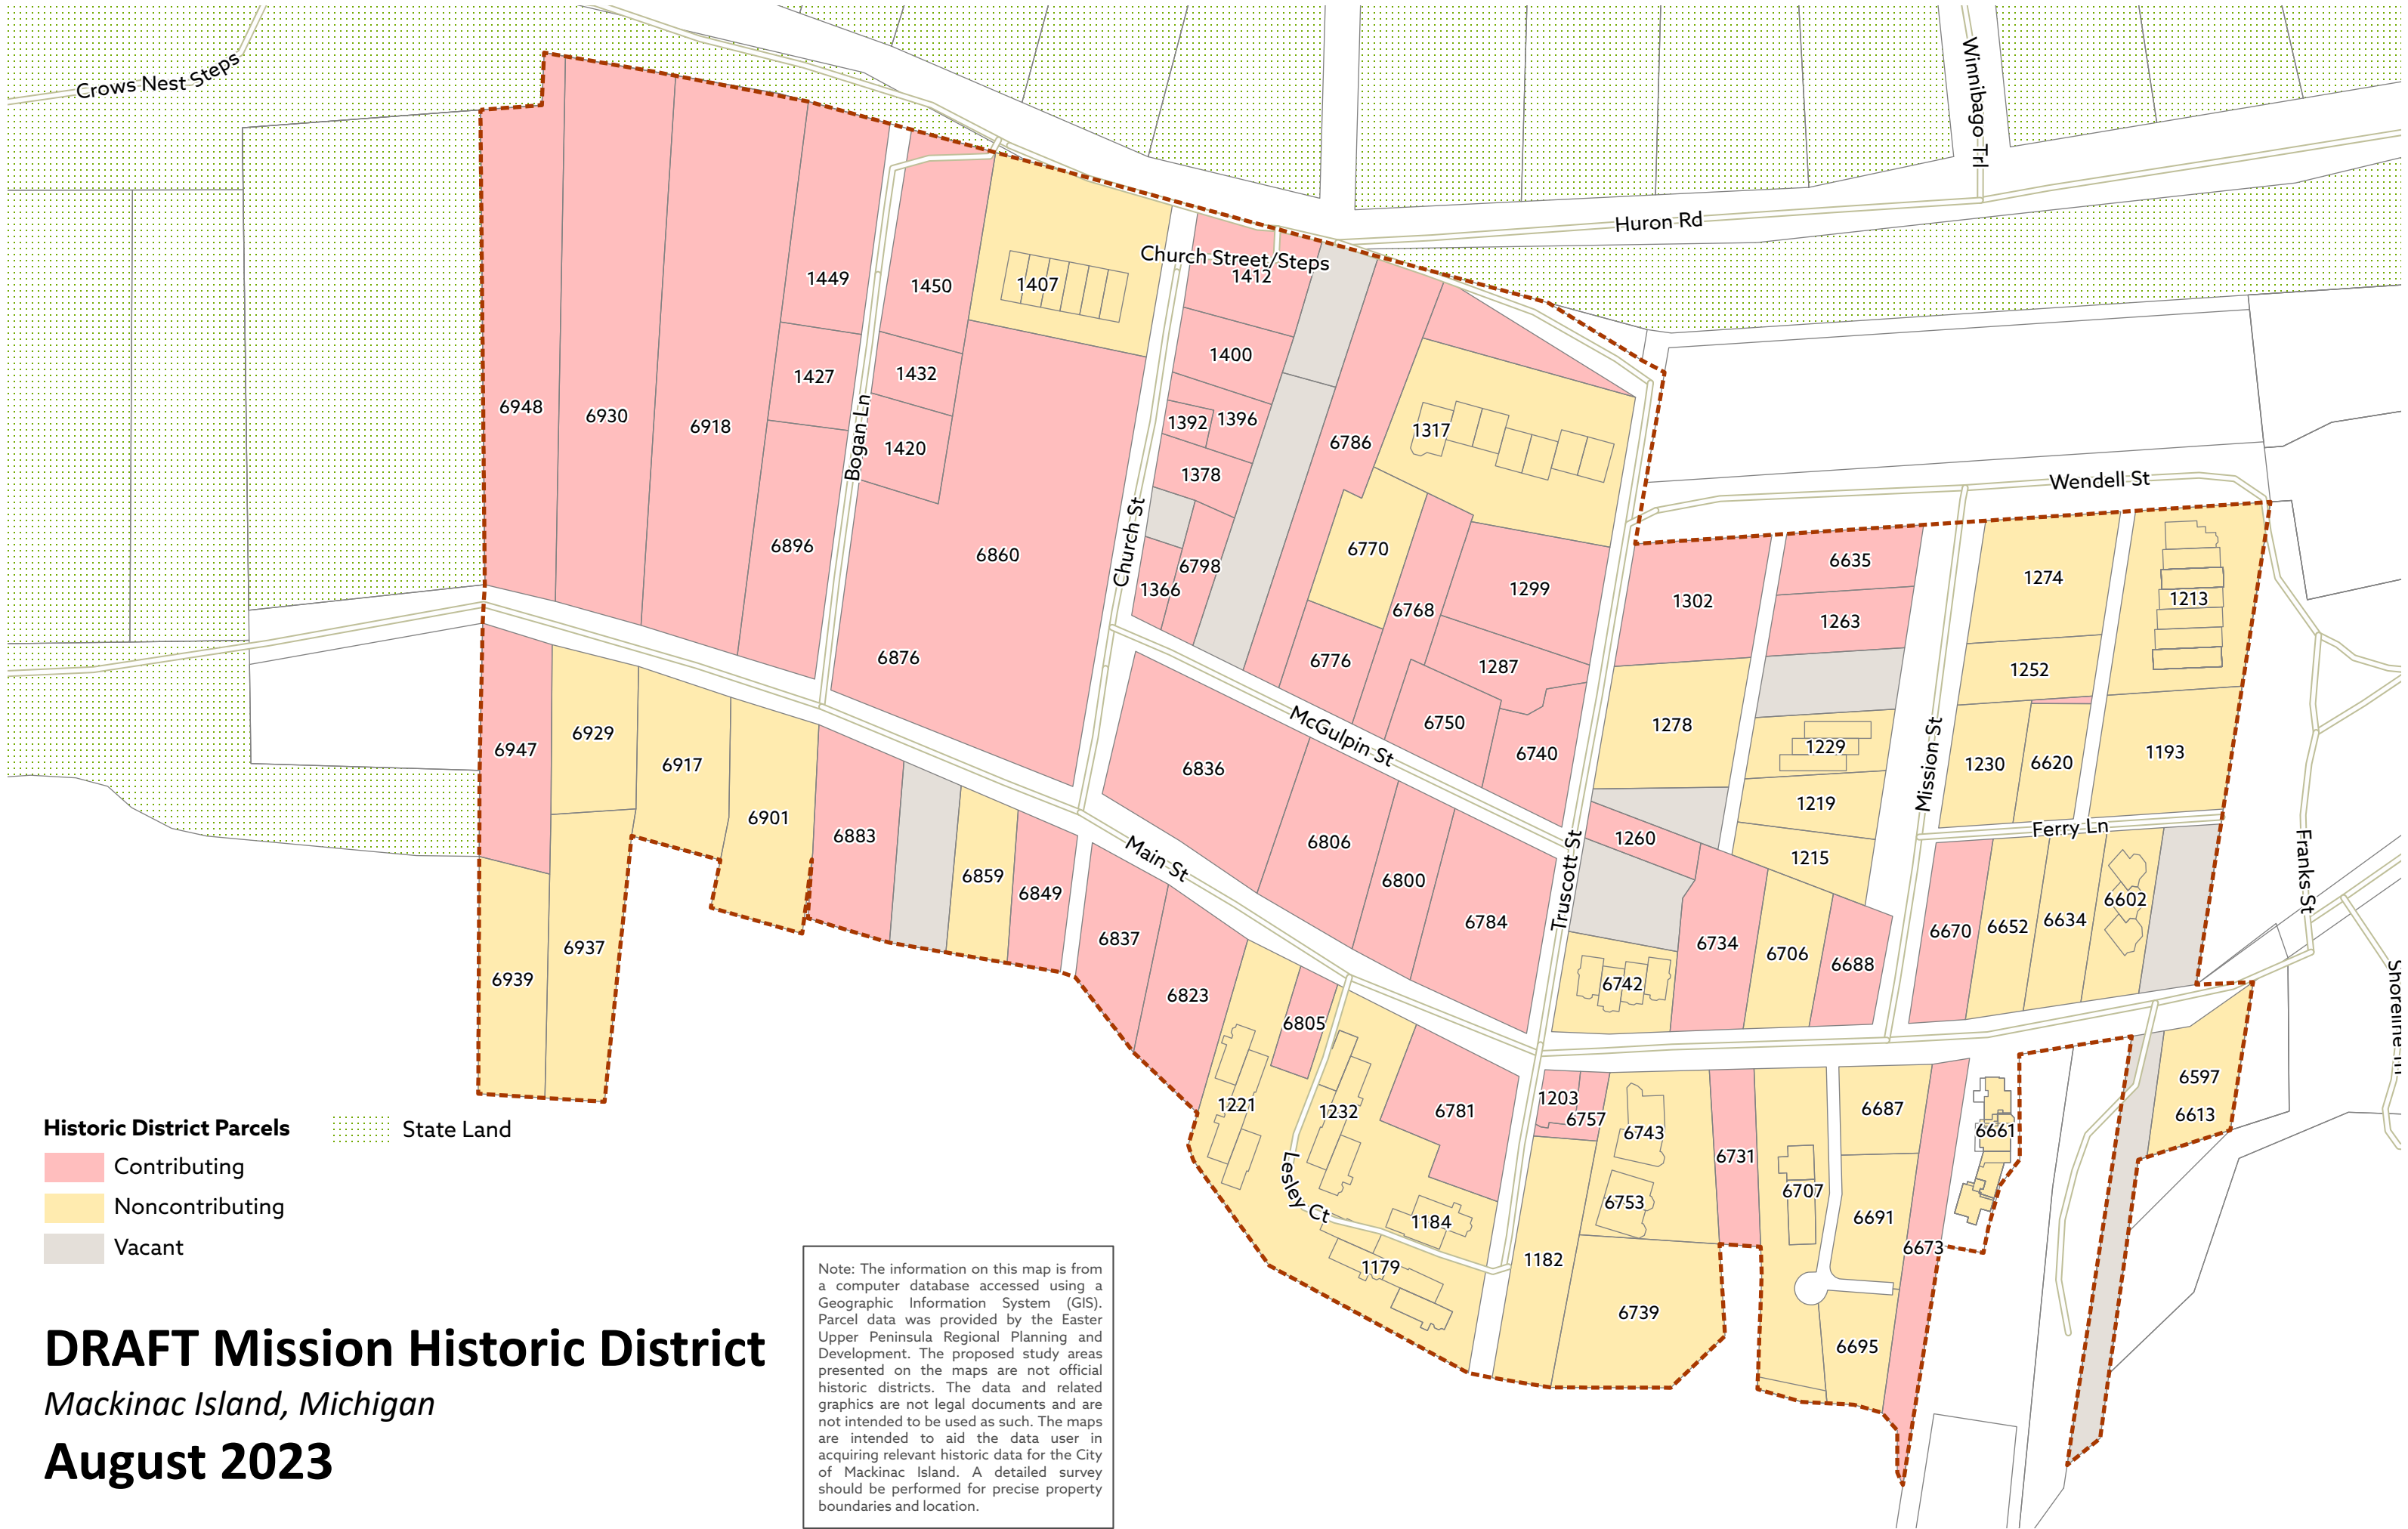 Crows Nest Steps
Winnibago Trl
Huron Rd
Church Street/Steps
1412
1449
1450
1407
1400
1427
1432
1392
1396
6948
6930
6918
1420
1378
6786
1317
Bogan Ln
Wendell St
6896
6860
Church St
6798
1366
6770
6768
1299
1302
6635
1263
1274
1213
6876
6776
1287
1252
6947
6929
6917
6901
6836
McGulpin St
6750
6740
1278
1229
Mission St
1230
6620
1193
6883
6859
6849
Main St
6806
6800
6784
Truscott St
1260
1219
1215
Ferry Ln
Franks St
6939
6937
6837
6823
6805
6742
6734
6706
6688
6670
6652
6634
6602
Shoreline Trl
1221
1232
6781
1203
6757
6743
6731
6687
6661
6597
6613
Lesley Ct
1184
1179
1182
6753
6739
6707
6691
6673
6695
Historic District Parcels
State Land
Contributing
Noncontributing
Vacant
DRAFT Mission Historic District
Mackinac Island, Michigan
August 2023
Note: The information on this map is from
a computer database accessed using a
Geographic Information System (GIS).
Parcel data was provided by the Easter
Upper Peninsula Regional Planning and
Development. The proposed study areas
presented on the maps are not official
historic districts. The data and related
graphics are not legal documents and are
not intended to be used as such. The maps
are intended to aid the data user in
acquiring relevant historic data for the City
of Mackinac Island. A detailed survey
should be performed for precise property
boundaries and location.